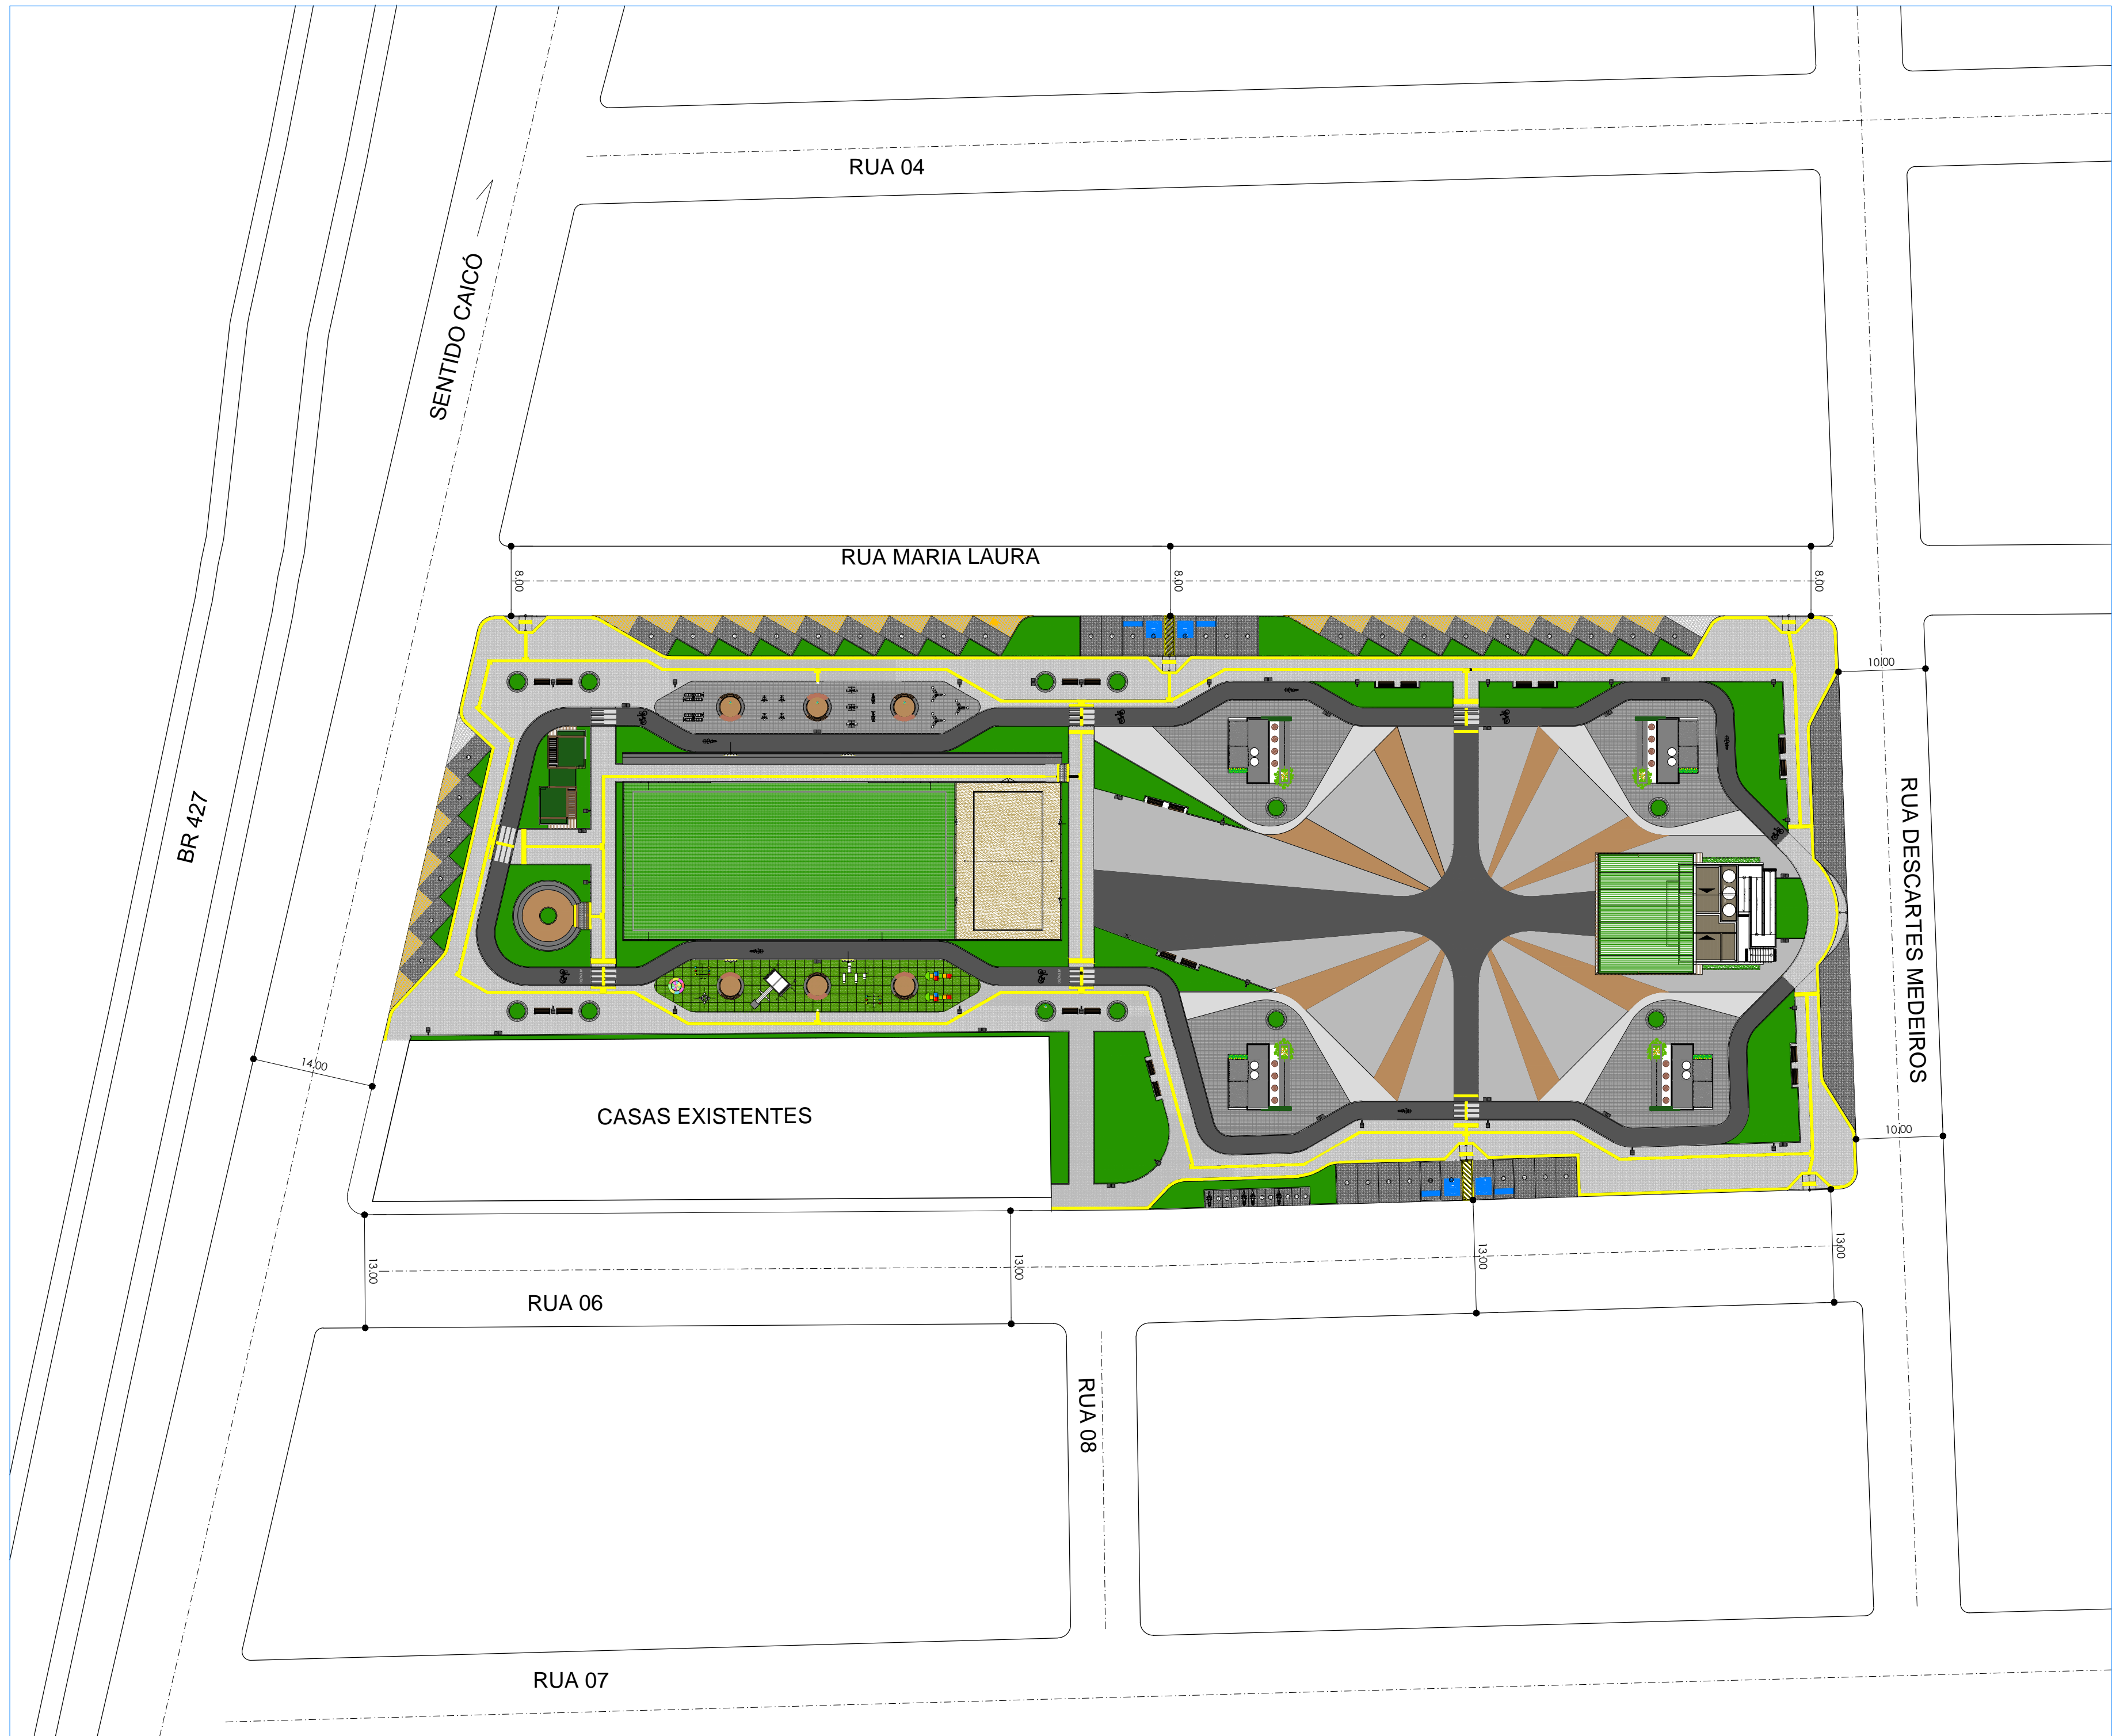 RUA 04
SENTIDO CAICÓ
RUA MARIA LAURA
8.00
8.00
8.00
10.00
BR 427
RUA DESCARTES MEDEIROS
14.00
CASAS EXISTENTES
10.00
13.00
13.00
13.00
13.00
RUA 06
RUA 08
RUA 07